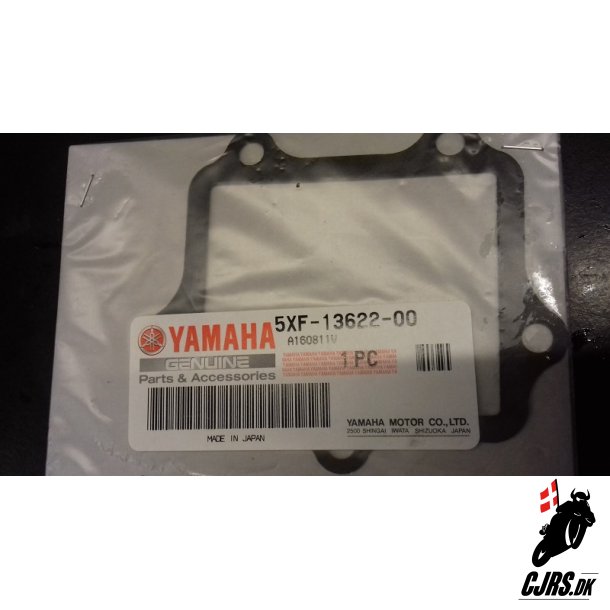 5XF-13622-00
YAMAHA
A160811W
GENUINE
Parts & Accessories
1 PC
YAMAHA MOTOR CO.,LTD.
2500 SHINGAI IWATA SHIZUOKA JAPAN
MADE IN JAPAN
CJRS.DK